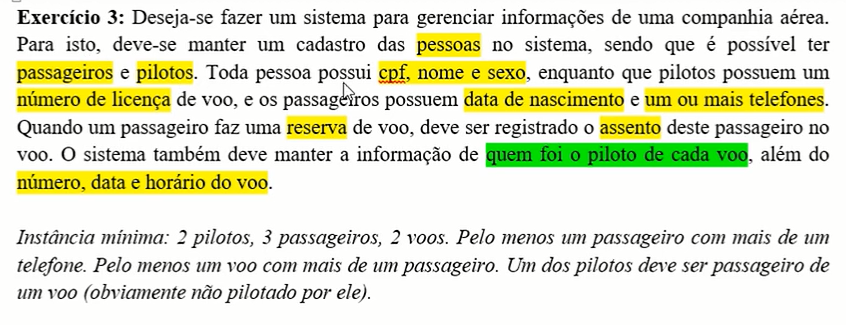 Exercício 3: Deseja-se fazer um sistema para gerenciar informações de uma companhia aérea.
Para isto, deve-se manter um cadastro das pessoas no sistema, sendo que é possível ter
passageiros e pilotos. Toda pessoa possui cpf, nome e sexo, enquanto que pilotos possuem um
número de licença de voo, e os passageiros possuem data de nascimento e um ou mais telefones.
Quando um passageiro faz uma reserva de voo, deve ser registrado o assento deste passageiro no
voo. O sistema também deve manter a informação de quem foi o piloto de cada voo, além do
número, data e horário do voo.
Instância mínima: 2 pilotos, 3 passageiros, 2 voos. Pelo menos um passageiro com mais de um
telefone. Pelo menos um voo com mais de um passageiro. Um dos pilotos deve ser passageiro de
um voo (obviamente não pilotado por ele).